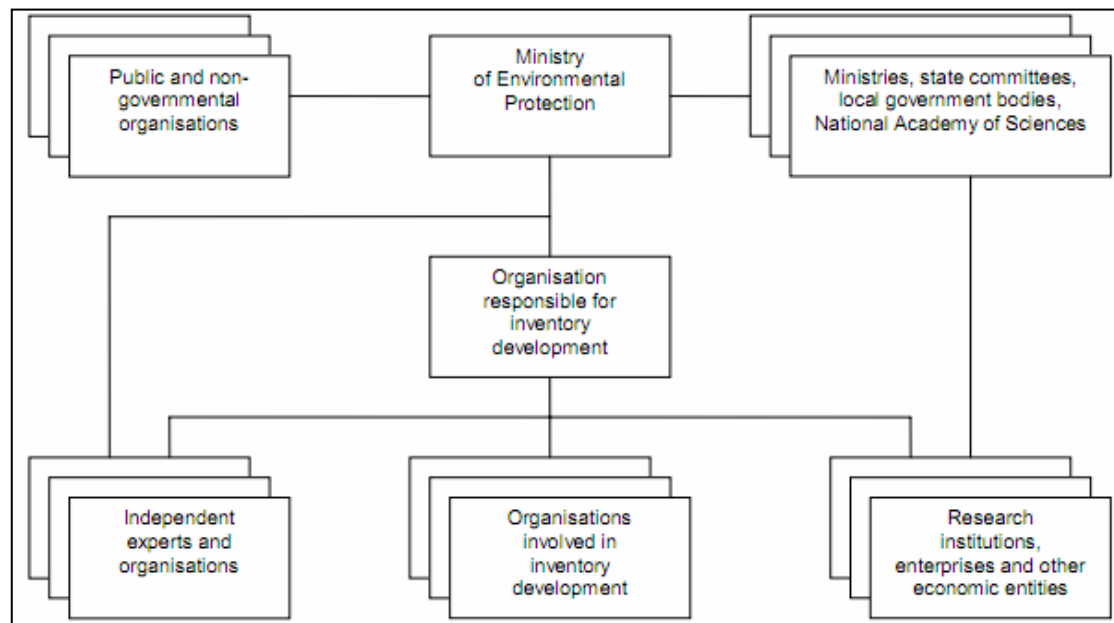 Public and non-
governmental
organisations
Ministry
of Environmental
Protection
Ministries, state committees,
local government bodies,
National Academy of Sciences
Organisation
responsible for
inventory
development
Independent
experts and
organisations
Organisations
involved in
inventory
development
Research
institutions,
enterprises and other
economic entities